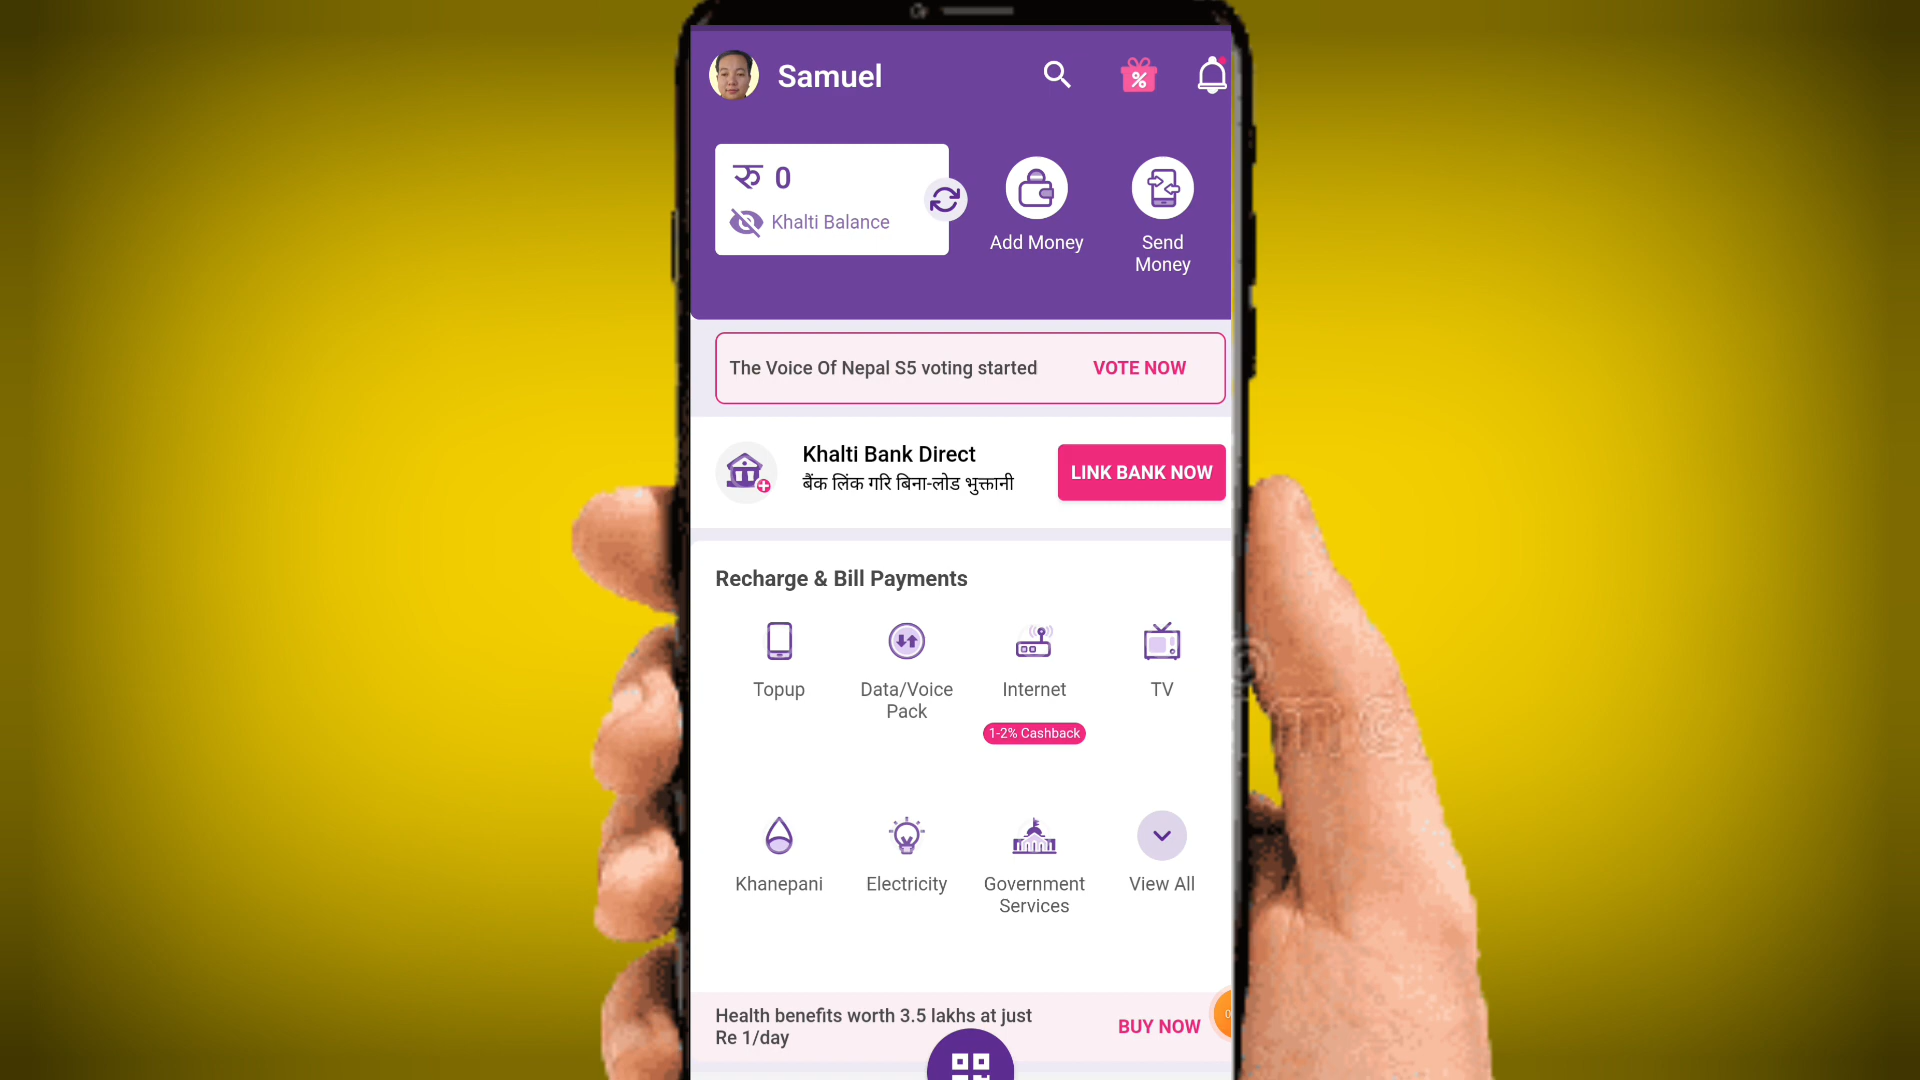 Samuel
रु 0
Khalti Balance
Add Money
Send
Money
The Voice Of Nepal S5 voting started
VOTE NOW
Khalti Bank Direct
बैंक लिंक गरि बिना-लोड भुक्तानी
LINK BANK NOW
Recharge & Bill Payments
Topup
Data/Voice
Pack
Internet
TV
1-2% Cashback
Khanepani
Electricity
Government
Services
View All
Health benefits worth 3.5 lakhs at just
Re 1/day
BUY NOW